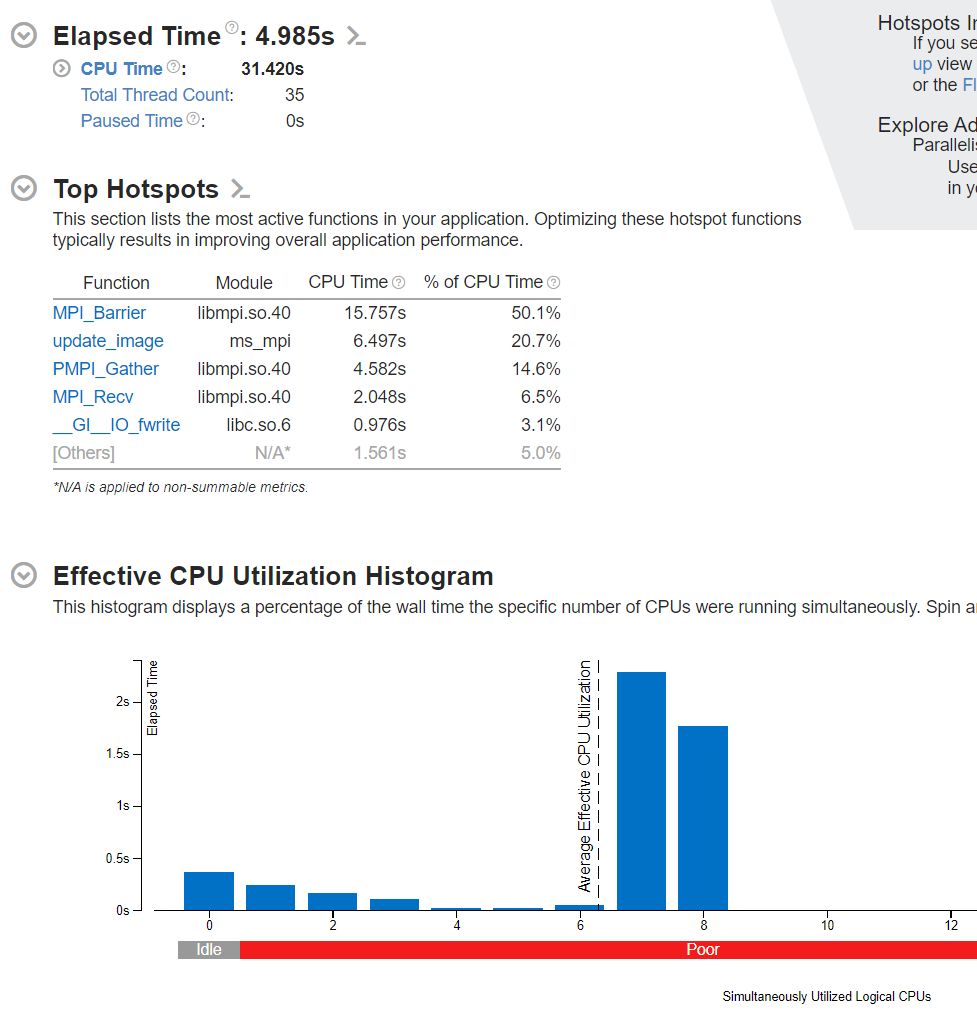 Elapsed Time ?: 4.985s
CPU Time ?: 31.420s
Total Thread Count: 35
Paused Time ?: 0s
Hotspots In
If you se
up view
or the Fl
Explore Ad
Parallelis
Use
in yo
Top Hotspots
This section lists the most active functions in your application. Optimizing these hotspot functions
typically results in improving overall application performance.
Function Module CPU Time ? % of CPU Time ?
MPI_Barrier libmpi.so.40 15.757s 50.1%
update_image ms_mpi 6.497s 20.7%
PMPI_Gather libmpi.so.40 4.582s 14.6%
MPI_Recv libmpi.so.40 2.048s 6.5%
__GI__IO_fwrite libc.so.6 0.976s 3.1%
[Others] N/A* 1.561s 5.0%
*N/A is applied to non-summable metrics.
Effective CPU Utilization Histogram
This histogram displays a percentage of the wall time the specific number of CPUs were running simultaneously. Spin an
Elapsed Time
2s
1.5s
1s
0.5s
0s
Average Effective CPU Utilization
0 2 4 6 8 10 12
Idle Poor
Simultaneously Utilized Logical CPUs